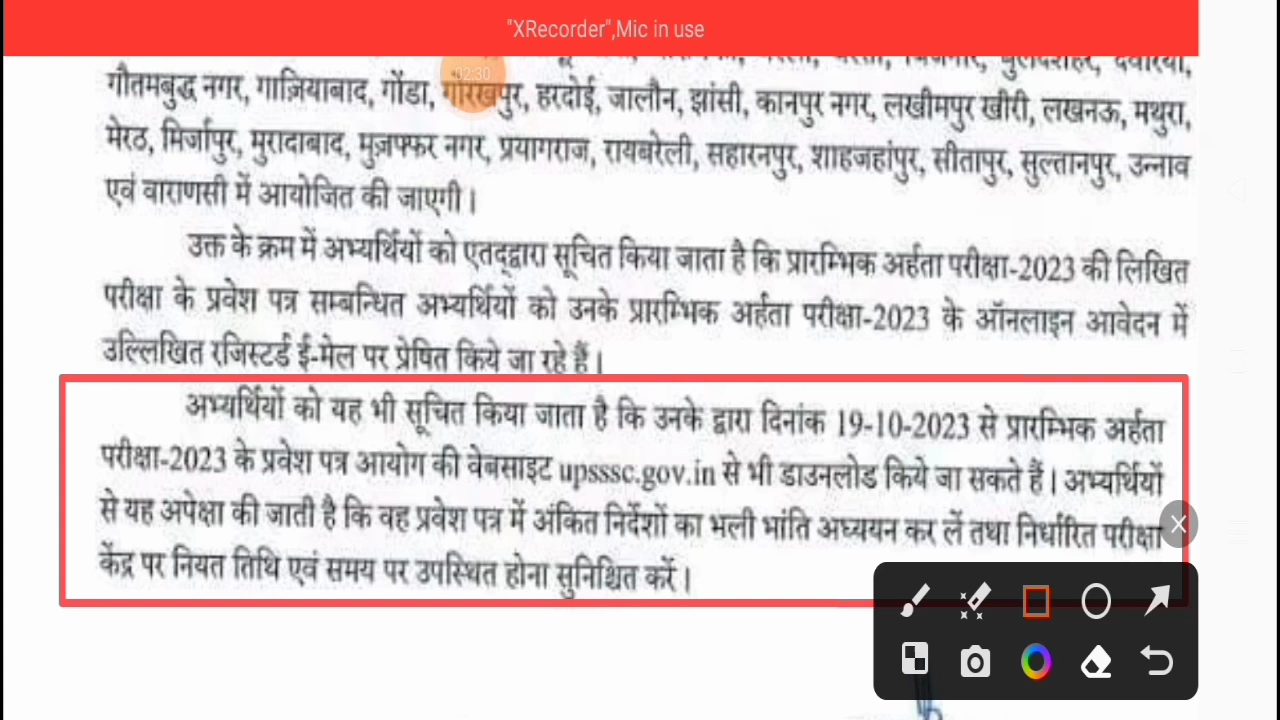 "XRecorder",Mic in use
02:30
बुलंदशहर, देवरिया,
गौतमबुद्ध नगर, गाज़ियाबाद, गोंडा, गोरखपुर, हरदोई, जालौन, झांसी, कानपुर नगर, लखीमपुर खीरी, लखनऊ, मथुरा,
मेरठ, मिर्जापुर, मुरादाबाद, मुज़फ्फर नगर, प्रयागराज, रायबरेली, सहारनपुर, शाहजहांपुर, सीतापुर, सुल्तानपुर, उन्नाव
एवं वाराणसी में आयोजित की जाएगी।
उक्त के क्रम में अभ्यर्थियों को एतद्द्वारा सूचित किया जाता है कि प्रारम्भिक अर्हता परीक्षा-2023 की लिखित
परीक्षा के प्रवेश पत्र सम्बन्धित अभ्यर्थियों को उनके प्रारम्भिक अर्हता परीक्षा-2023 के ऑनलाइन आवेदन में
उल्लिखित रजिस्टर्ड ई-मेल पर प्रेषित किये जा रहे हैं।
अभ्यर्थियों को यह भी सूचित किया जाता है कि उनके द्वारा दिनांक 19-10-2023 से प्रारम्भिक अर्हता
परीक्षा-2023 के प्रवेश पत्र आयोग की वेबसाइट upsssc.gov.in से भी डाउनलोड किये जा सकते हैं। अभ्यर्थियों
से यह अपेक्षा की जाती है कि वह प्रवेश पत्र में अंकित निर्देशों का भली भांति अध्ययन कर लें तथा निर्धारित परीक्षा
केंद्र पर नियत तिथि एवं समय पर उपस्थित होना सुनिश्चित करें।